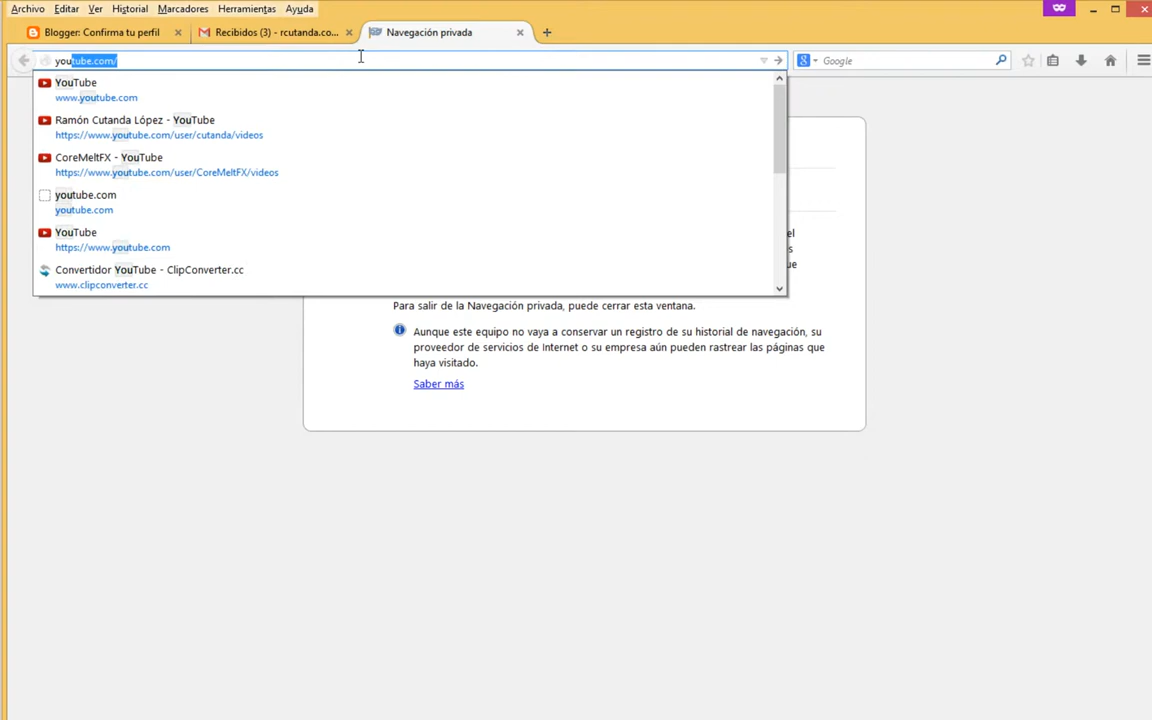 Archivo Editar Ver Historial Marcadores Herramientas Ayuda
Blogger: Confirma tu perfil
Recibidos (3) - rcutanda.co...
Navegación privada
youtube.com/
Google
YouTube
www.youtube.com
Ramón Cutanda López - YouTube
https://www.youtube.com/user/cutanda/videos
CoreMeltFX - YouTube
https://www.youtube.com/user/CoreMeltFX/videos
youtube.com
youtube.com
YouTube
https://www.youtube.com
Convertidor YouTube - ClipConverter.cc
www.clipconverter.cc
el
s
ue
Para salir de la Navegación privada, puede cerrar esta ventana.
Aunque este equipo no vaya a conservar un registro de su historial de navegación, su
proveedor de servicios de Internet o su empresa aún pueden rastrear las páginas que
haya visitado.
Saber más